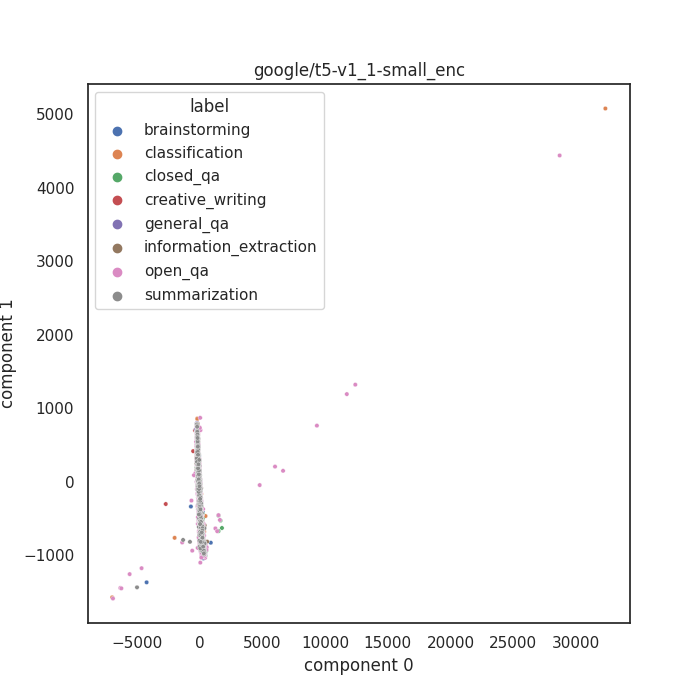 google/t5-v1_1-small_enc
label
brainstorming
classification
closed_qa
creative_writing
general_qa
information_extraction
open_qa
summarization
5000
4000
3000
2000
1000
0
−1000
component 1
−5000 0 5000 10000 15000 20000 25000 30000
component 0